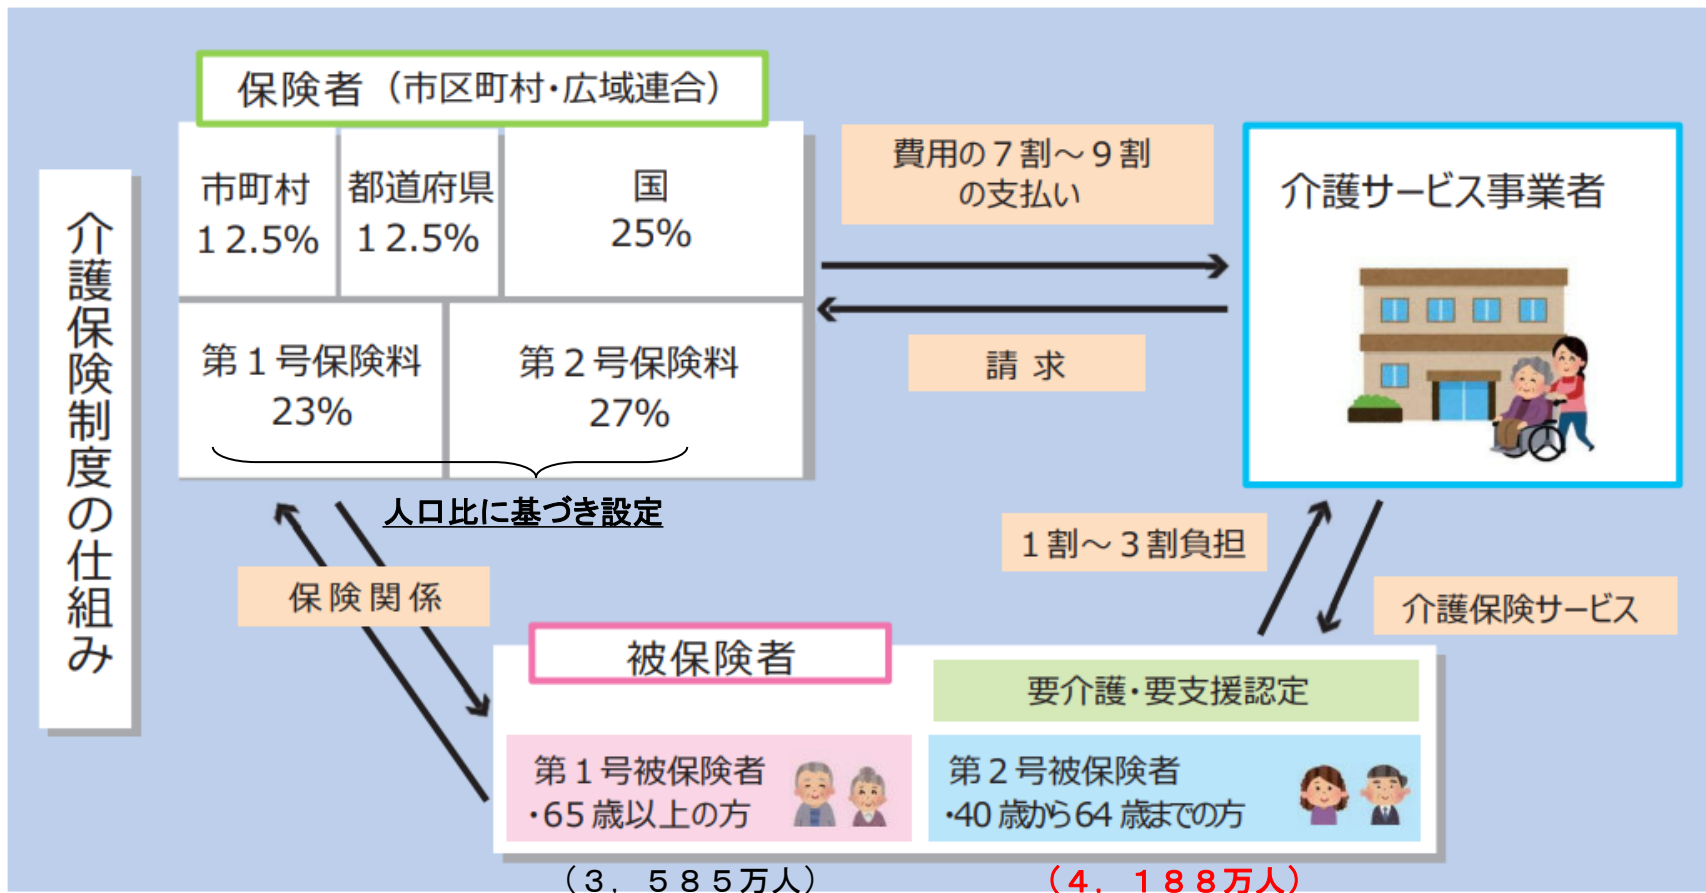 介護保険制度の仕組み
保険者（市区町村・広域連合）
市町村
12.5%
都道府県
12.5%
国
25%
第１号保険料
23%
第２号保険料
27%
人口比に基づき設定
費用の７割～９割
の支払い
請 求
介護サービス事業者
１割～３割負担
介護保険サービス
保 険 関 係
被保険者
要介護・要支援認定
第１号被保険者
・65 歳以上の方
第２号被保険者
・40 歳から 64 歳までの方
（３，５８５万人）
（４，１８８万人）